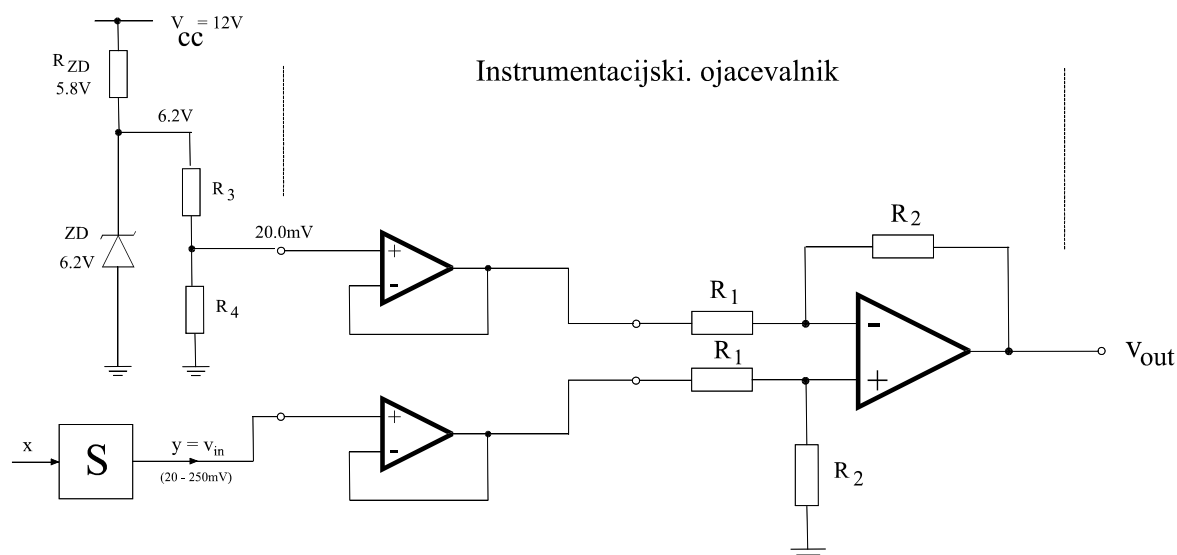 V = 12V
cc
R ZD
5.8V
Instrumentacijski. ojacevalnik
6.2V
R 3
ZD
6.2V
20.0mV
+
-
R 4
R 2
R 1
R 1
-
+
v out
R 2
x
S
y = v in
(20 - 250mV)
+
-